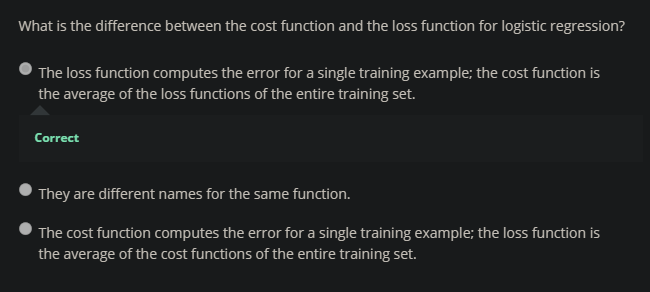 What is the difference between the cost function and the loss function for logistic regression?
The loss function computes the error for a single training example; the cost function is
the average of the loss functions of the entire training set.
Correct
They are different names for the same function.
The cost function computes the error for a single training example; the loss function is
the average of the cost functions of the entire training set.